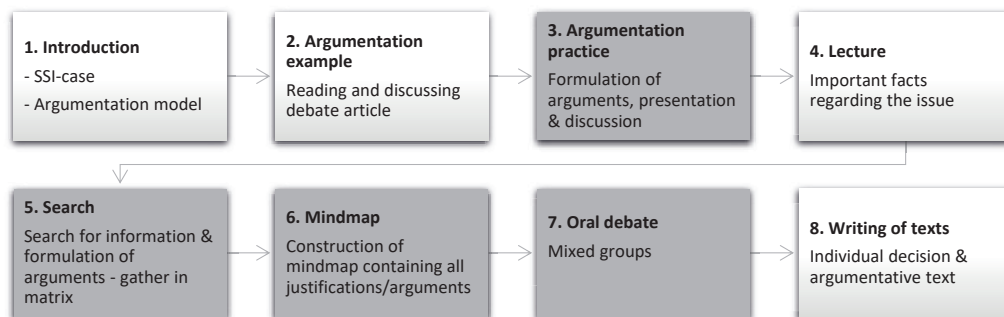 1. Introduction
- SSI-case
- Argumentation model
2. Argumentation
example
Reading and discussing
debate article
3. Argumentation
practice
Formulation of
arguments, presentation
& discussion
4. Lecture
Important facts
regarding the issue
5. Search
Search for information &
formulation of
arguments - gather in
matrix
6. Mindmap
Construction of
mindmap containing all
justifications/arguments
7. Oral debate
Mixed groups
8. Writing of texts
Individual decision &
argumentative text